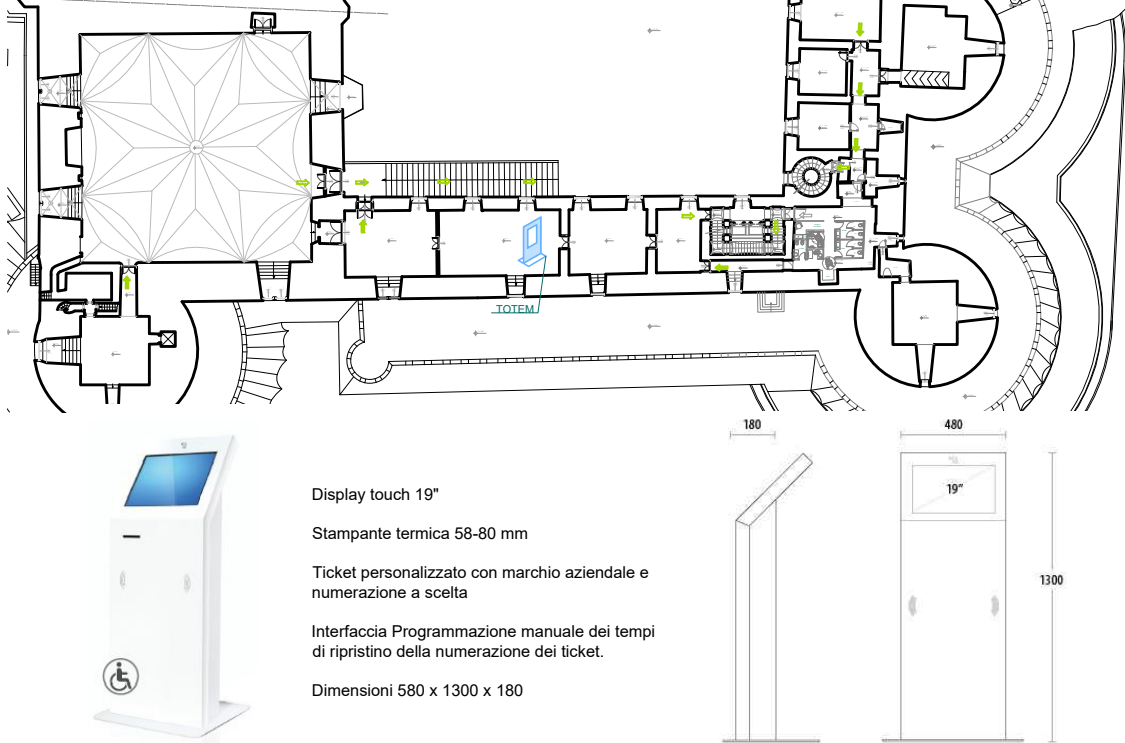 TOTEM
Display touch 19"
Stampante termica 58-80 mm
Ticket personalizzato con marchio aziendale e
numerazione a scelta
Interfaccia Programmazione manuale dei tempi
di ripristino della numerazione dei ticket.
Dimensioni 580 x 1300 x 180
180
480
19"
1300